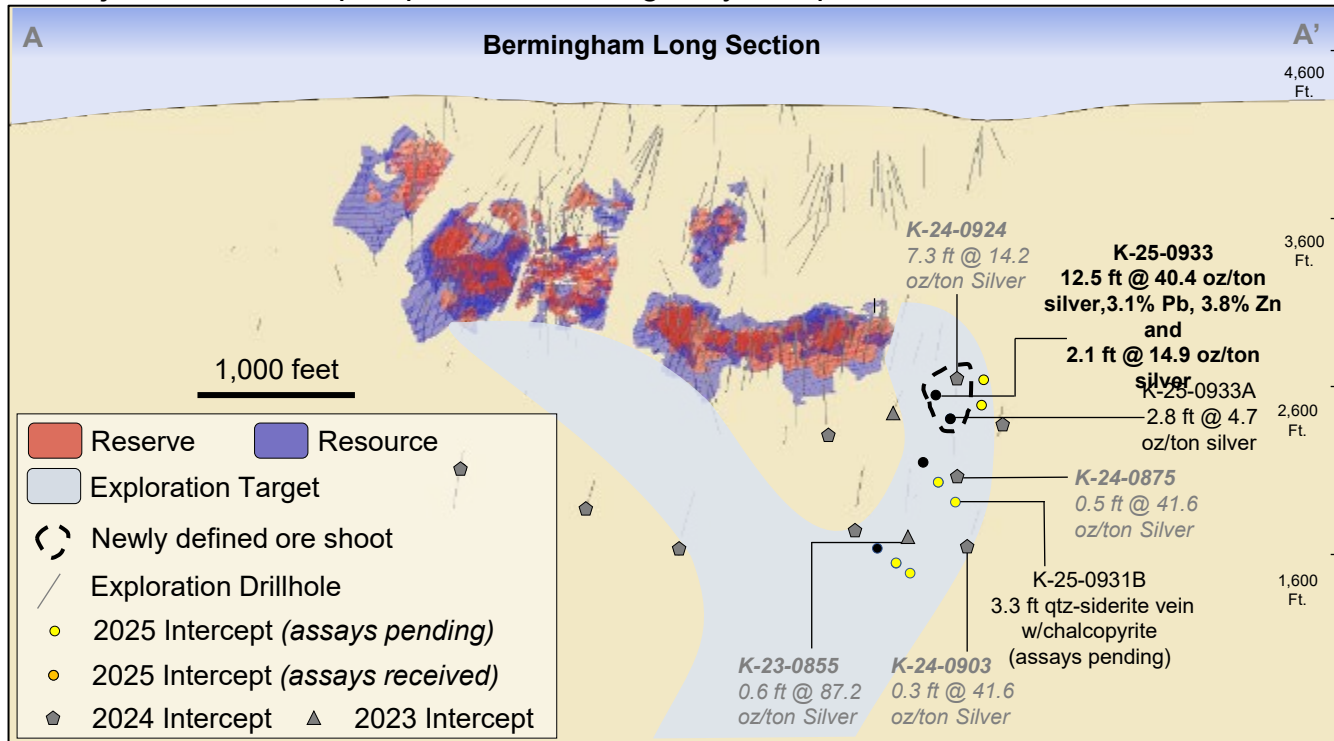 A
Bermingham Long Section
A'
4,600
Ft.
3,600
Ft.
2,600
Ft.
1,600
Ft.
K-24-0924
7.3 ft @ 14.2
oz/ton Silver
K-25-0933
12.5 ft @ 40.4 oz/ton
silver,3.1% Pb, 3.8% Zn
and
2.1 ft @ 14.9 oz/ton
silver
K-25-0933A
2.8 ft @ 4.7
oz/ton silver
K-24-0875
0.5 ft @ 41.6
oz/ton Silver
K-25-0931B
3.3 ft qtz-siderite vein
w/chalcopyrite
(assays pending)
K-23-0855
0.6 ft @ 87.2
oz/ton Silver
K-24-0903
0.3 ft @ 41.6
oz/ton Silver
1,000 feet
Reserve
Resource
Exploration Target
Newly defined ore shoot
Exploration Drillhole
2025 Intercept (assays pending)
2025 Intercept (assays received)
2024 Intercept
2023 Intercept